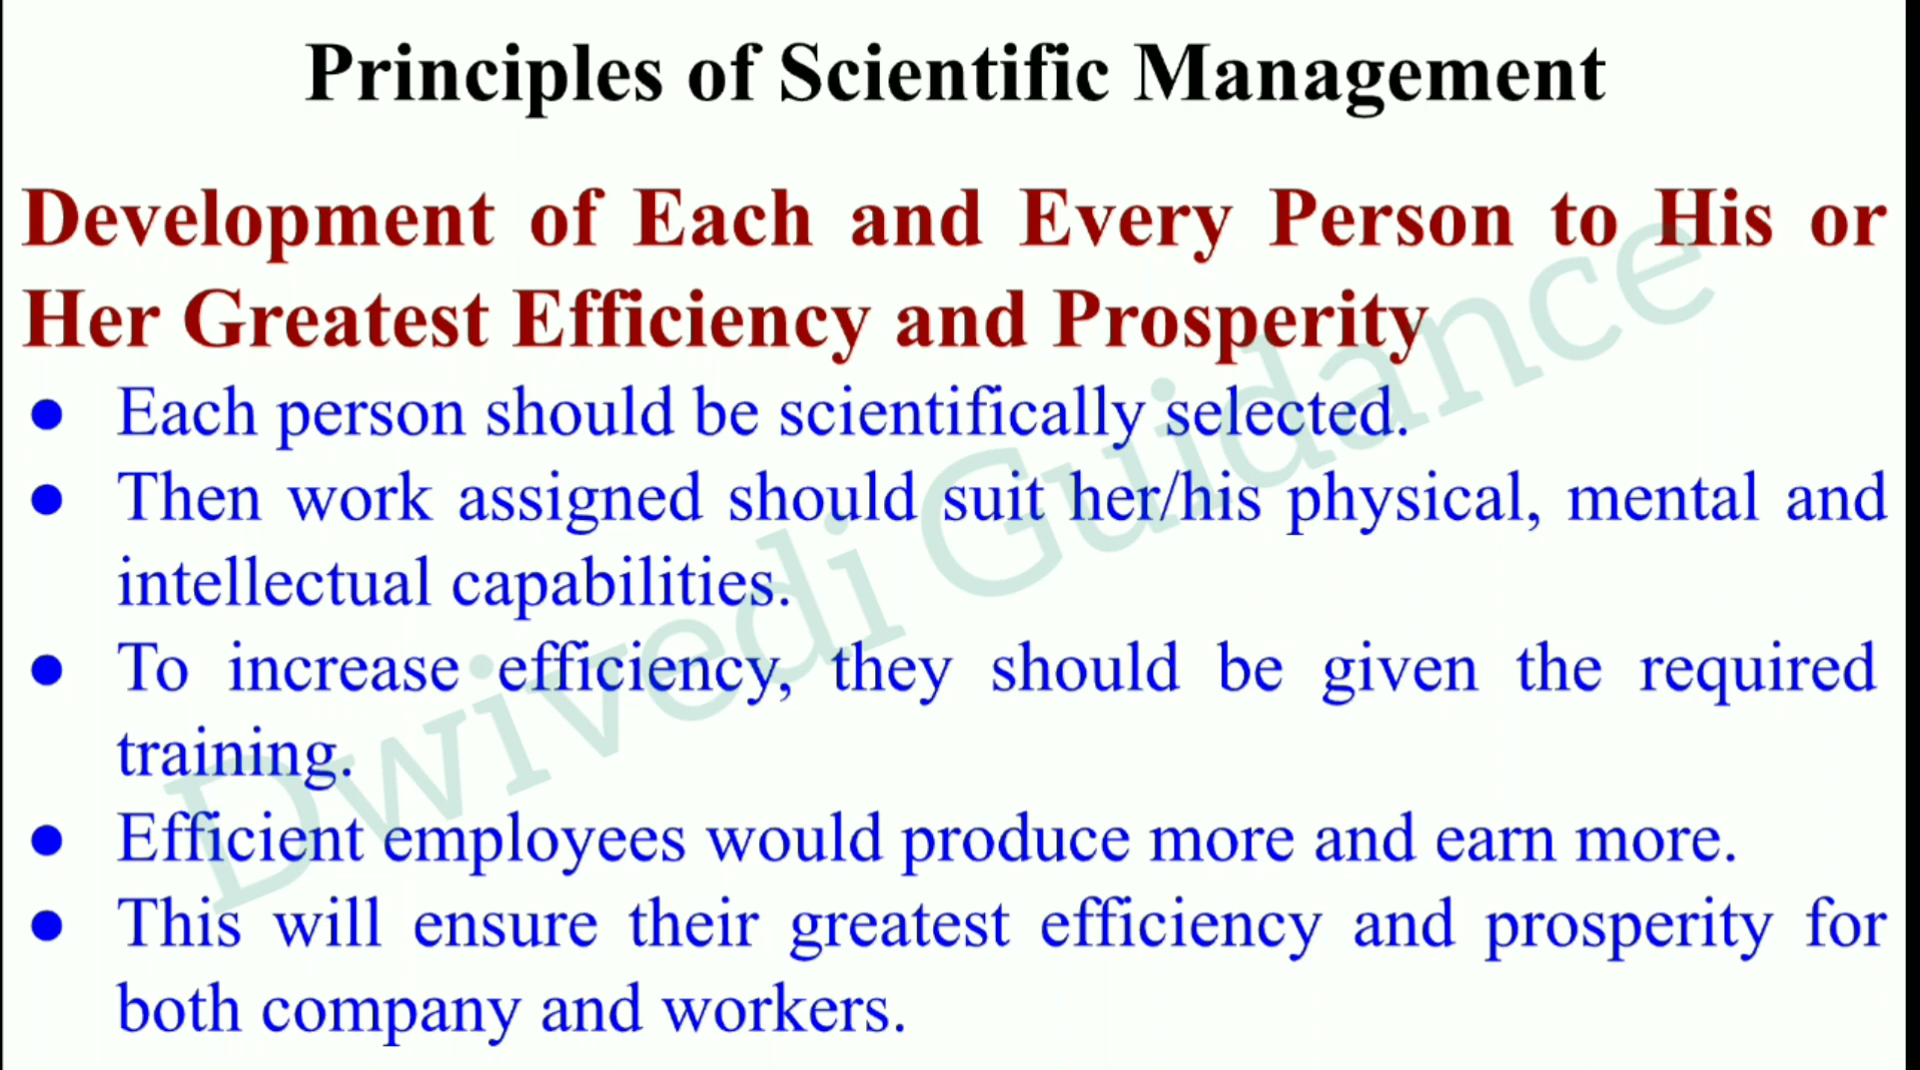 Principles of Scientific Management
Development of Each and Every Person to His or
Her Greatest Efficiency and Prosperity
● Each person should be scientifically selected.
● Then work assigned should suit her/his physical, mental and
intellectual capabilities.
● To increase efficiency, they should be given the required
training.
● Efficient employees would produce more and earn more.
● This will ensure their greatest efficiency and prosperity for
both company and workers.
Dwivedi Guidance